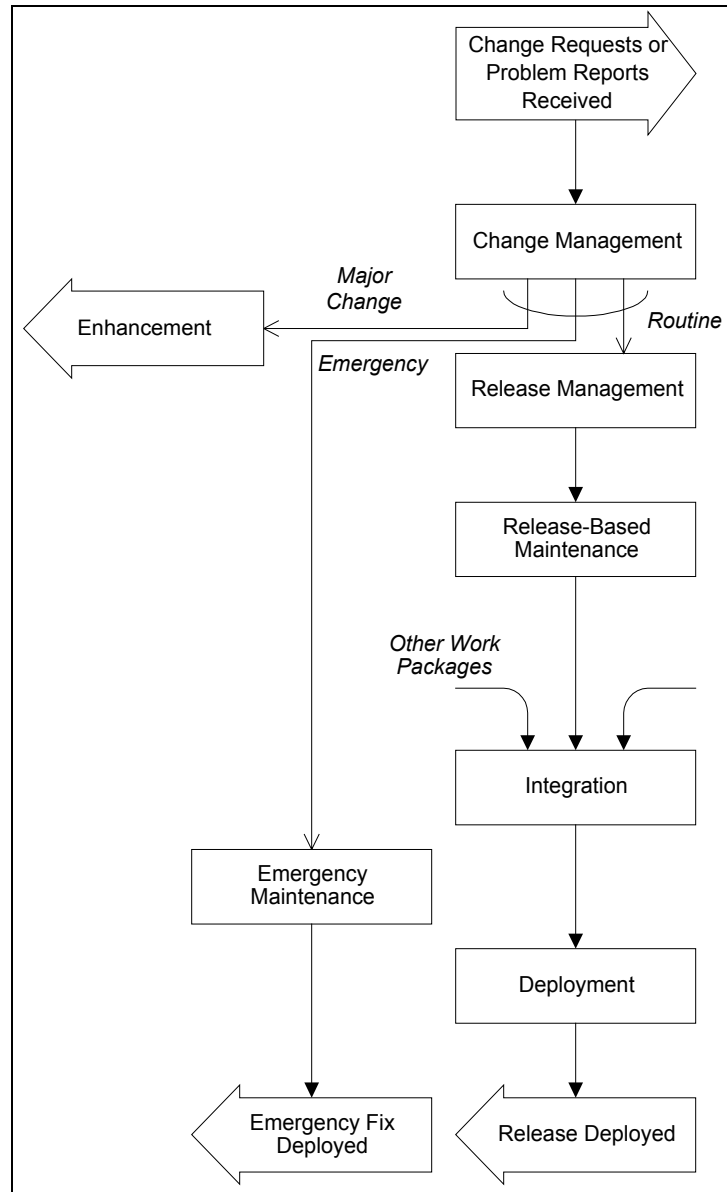 Change Requests or
Problem Reports
Received
Change Management
Major
Change
Enhancement
Routine
Emergency
Release Management
Release-Based
Maintenance
Other Work
Packages
Integration
Emergency
Maintenance
Deployment
Emergency Fix
Deployed
Release Deployed